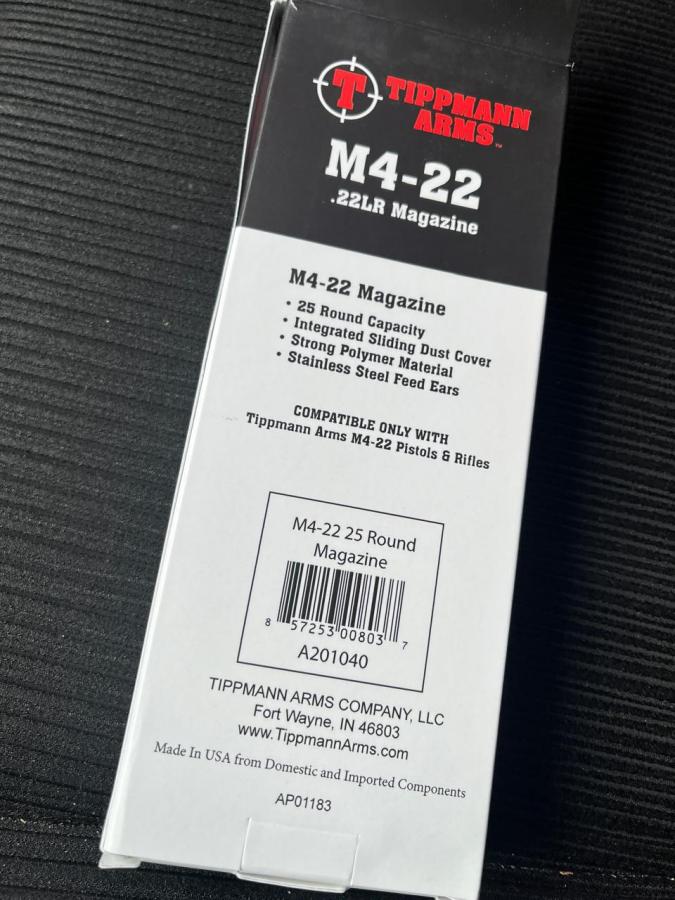 T
TIPPMANN
ARMS™
M4-22
.22LR Magazine
M4-22 Magazine
• 25 Round Capacity
• Integrated Sliding Dust Cover
• Strong Polymer Material
• Stainless Steel Feed Ears
COMPATIBLE ONLY WITH
Tippmann Arms M4-22 Pistols & Rifles
M4-22 25 Round
Magazine
8 57253 00803 7
A201040
TIPPMANN ARMS COMPANY, LLC
Fort Wayne, IN 46803
www.TippmannArms.com
Made In USA from Domestic and Imported Components
AP01183